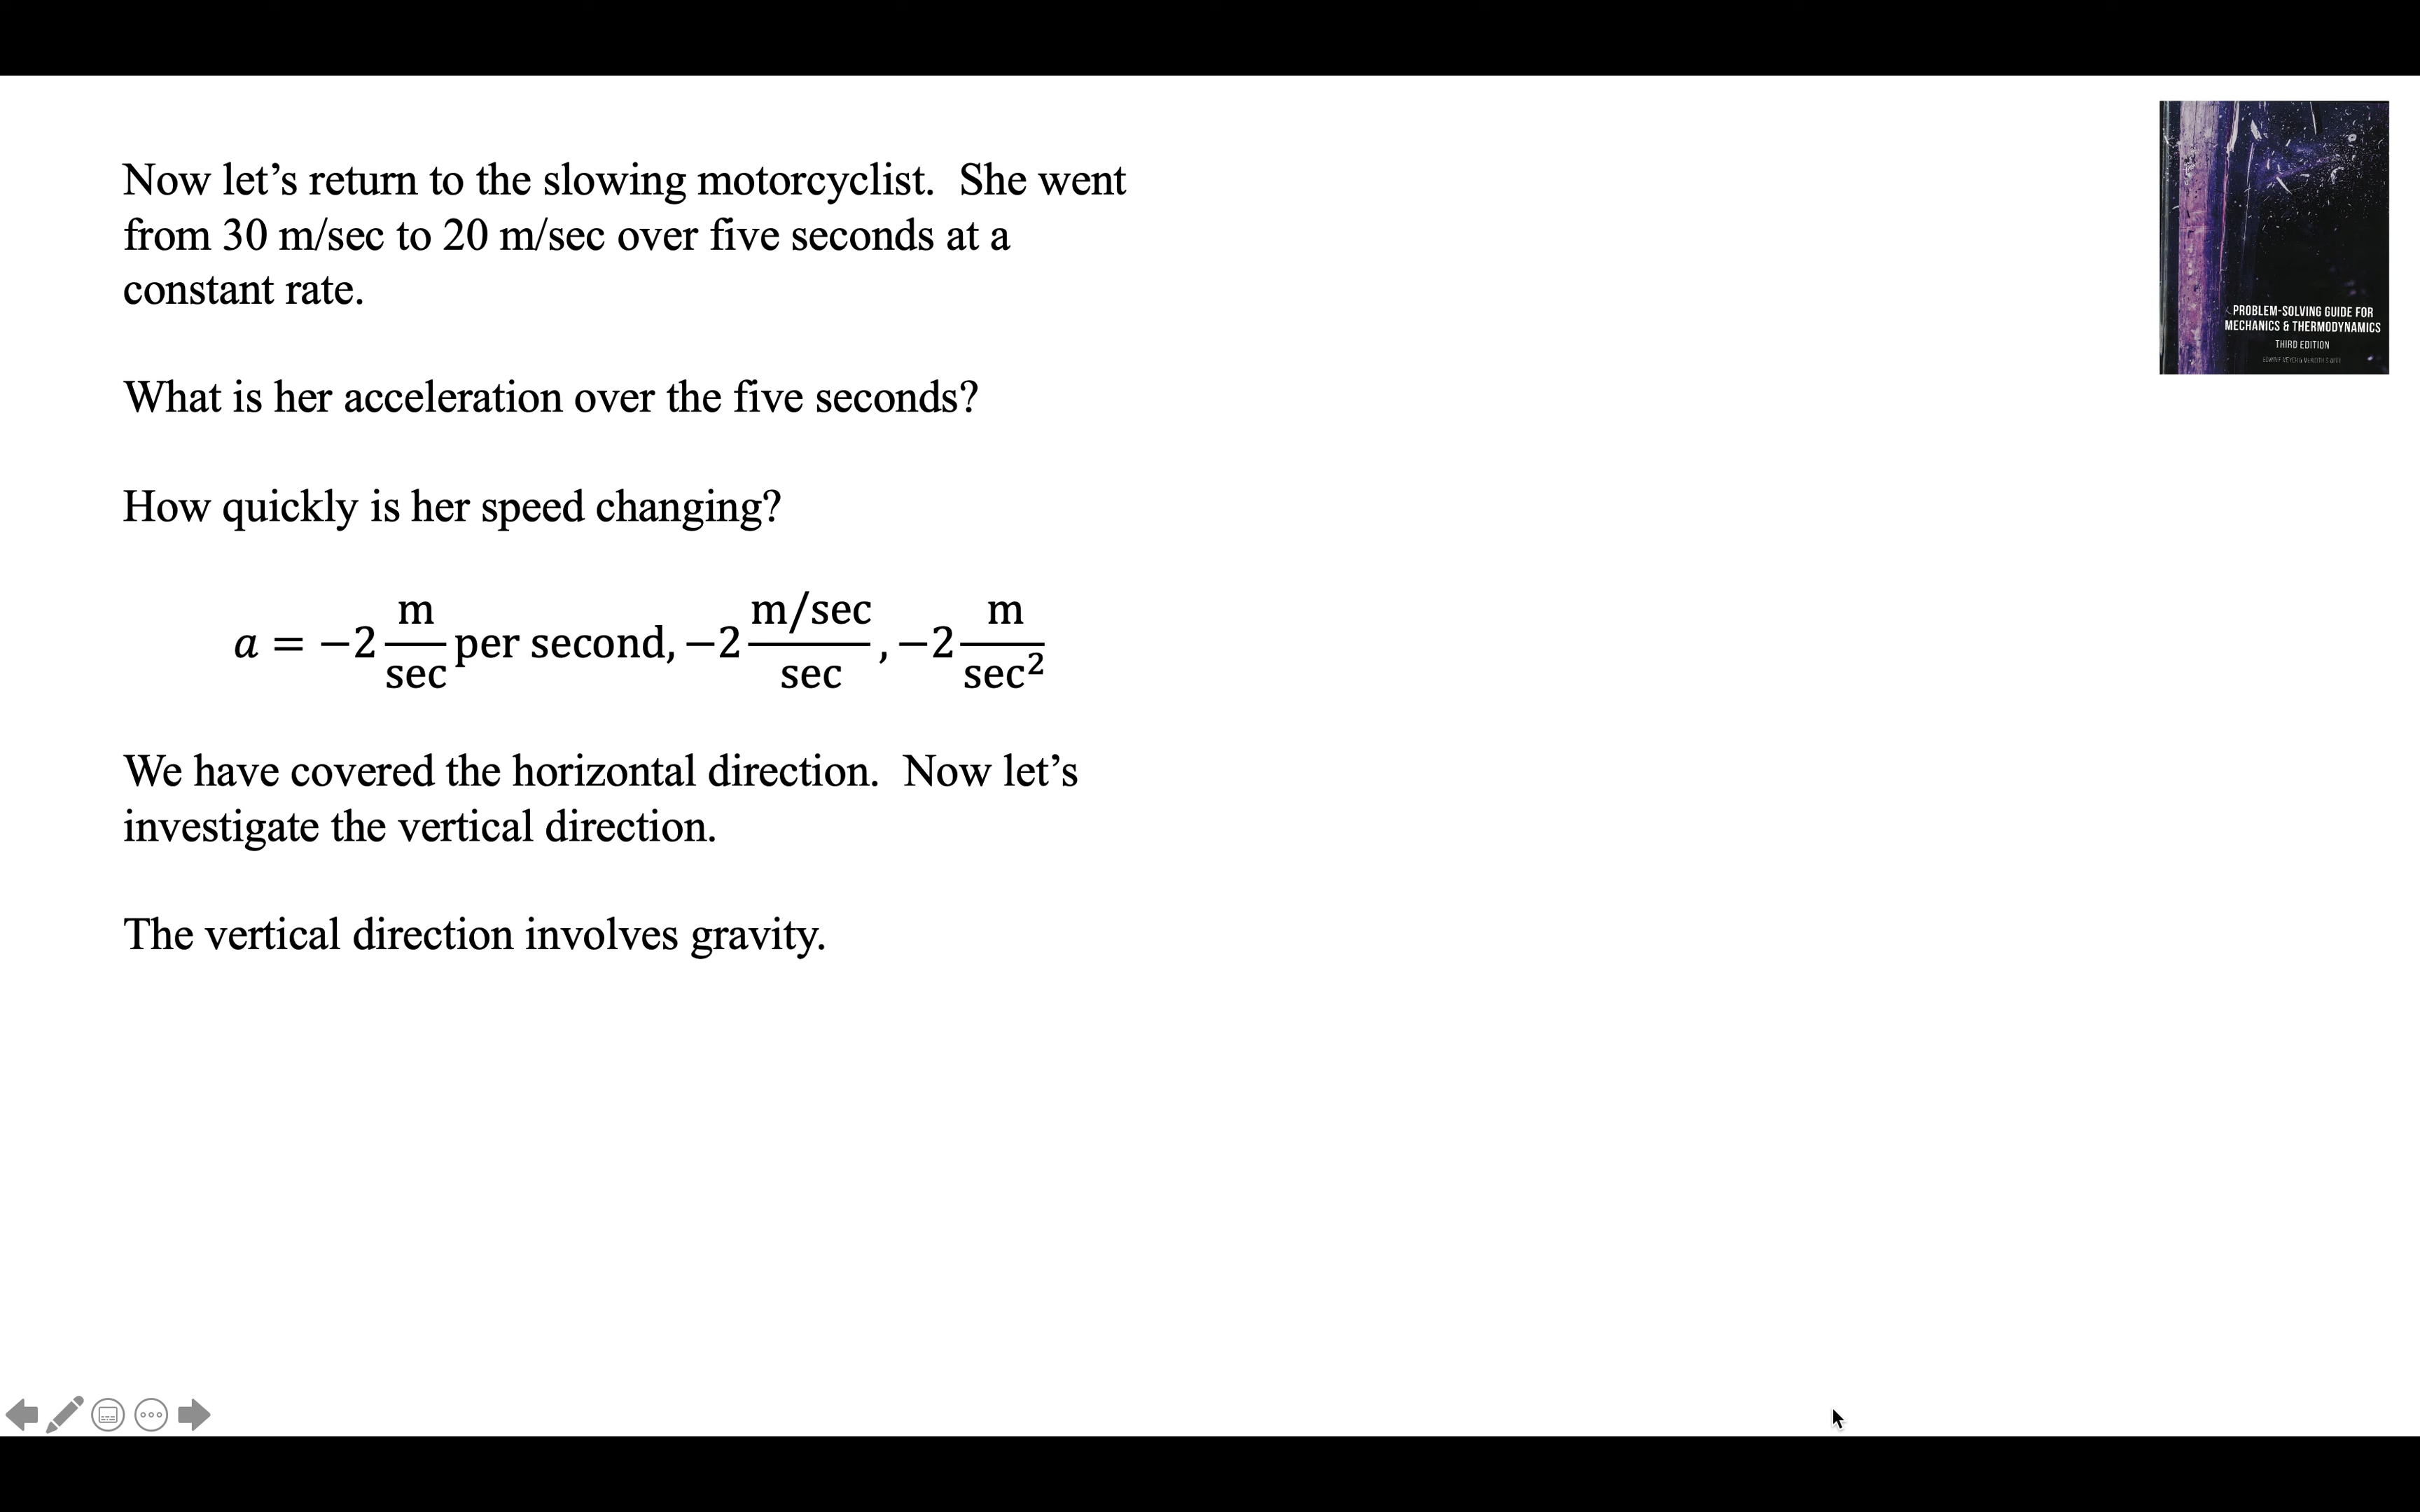 Now let’s return to the slowing motorcyclist.  She went
from 30 m/sec to 20 m/sec over five seconds at a
constant rate.
What is her acceleration over the five seconds?
How quickly is her speed changing?
a = −2 m/sec per second, −2 m/sec/sec, −2 m/sec²
We have covered the horizontal direction.  Now let’s
investigate the vertical direction.
The vertical direction involves gravity.
PROBLEM-SOLVING GUIDE FOR
MECHANICS & THERMODYNAMICS
THIRD EDITION